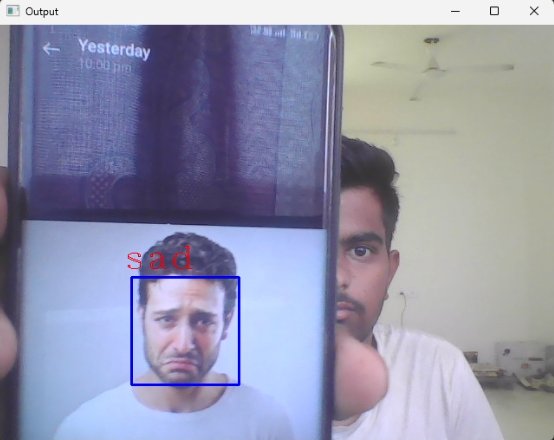 Output
Yesterday
10:00 pm
sad